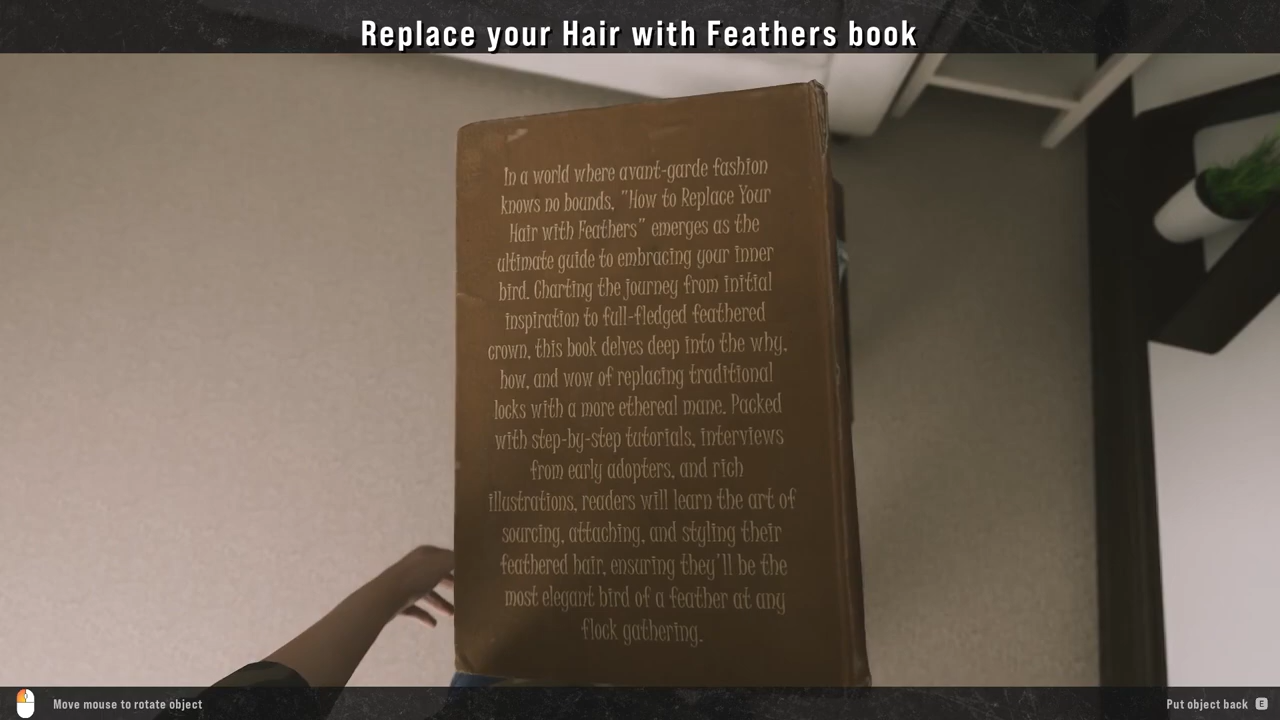 Replace your Hair with Feathers book
In a world where avant-garde fashion
knows no bounds, "How to Replace Your
Hair with Feathers" emerges as the
ultimate guide to embracing your inner
bird. Charting the journey from initial
inspiration to full-fledged feathered
crown, this book delves deep into the why,
how, and wow of replacing traditional
locks with a more ethereal mane. Packed
with step-by-step tutorials, interviews
from early adopters, and rich
illustrations, readers will learn the art of
sourcing, attaching, and styling their
feathered hair, ensuring they'll be the
most elegant bird of a feather at any
flock gathering.
Move mouse to rotate object
Put object back E